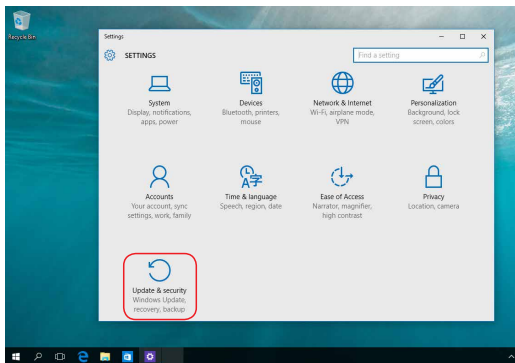 Recycle Bin
Settings
SETTINGS
Find a setting
System
Display, notifications,
apps, power
Devices
Bluetooth, printers,
mouse
Network & Internet
Wi-Fi, airplane mode,
VPN
Personalization
Background, lock
screen, colors
Accounts
Your account, sync
settings, work, family
Time & language
Speech, region, date
Ease of Access
Narrator, magnifier,
high contrast
Privacy
Location, camera
Update & security
Windows Update,
recovery, backup